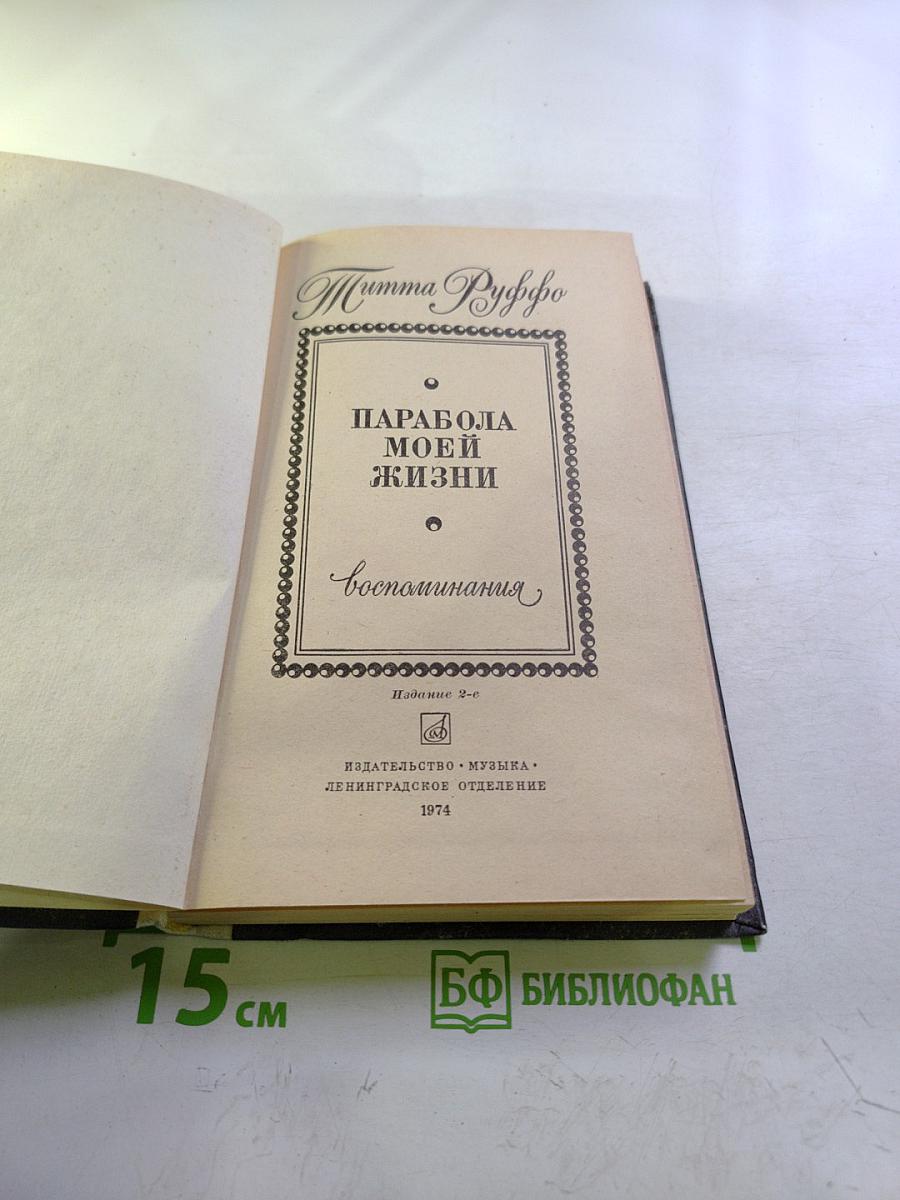 Титта Руффо
ПАРАБОЛА
МОЕЙ
ЖИЗНИ
воспоминания
Издание 2-е
ИЗДАТЕЛЬСТВО • МУЗЫКА •
ЛЕНИНГРАДСКОЕ ОТДЕЛЕНИЕ
1974
15 см
БФ БИБЛИОФАН